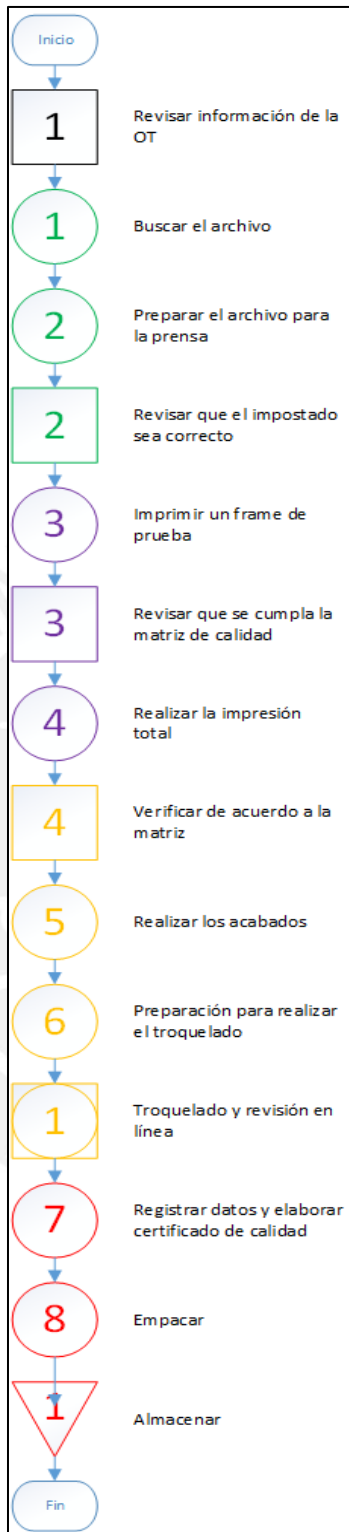 Inicio
1
Revisar información de la
OT
1
Buscar el archivo
2
Preparar el archivo para
la prensa
2
Revisar que el impostado
sea correcto
3
Imprimir un frame de
prueba
3
Revisar que se cumpla la
matriz de calidad
4
Realizar la impresión
total
4
Verificar de acuerdo a la
matriz
5
Realizar los acabados
6
Preparación para realizar
el troquelado
1
Troquelado y revisión en
línea
7
Registrar datos y elaborar
certificado de calidad
8
Empacar
1
Almacenar
Fin